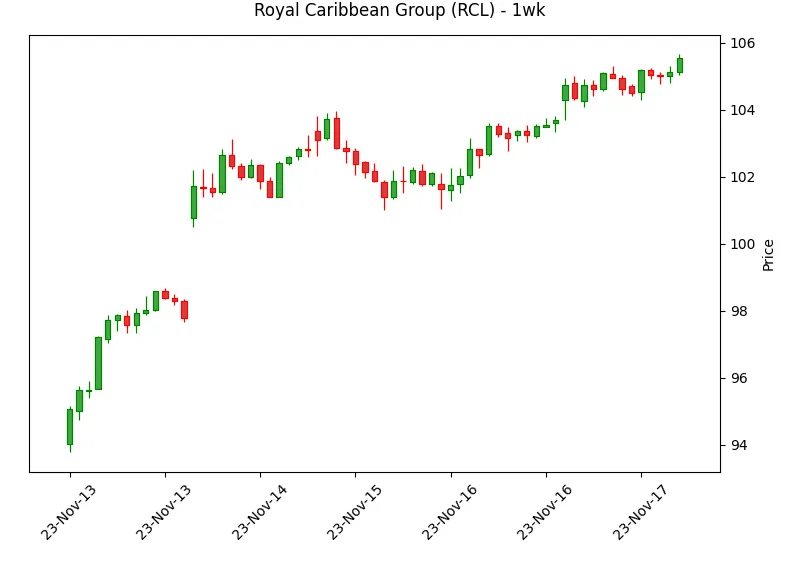 Royal Caribbean Group (RCL) - 1wk
106
104
102
100
98
96
94
Price
23-Nov-13
23-Nov-13
23-Nov-14
23-Nov-15
23-Nov-16
23-Nov-16
23-Nov-17